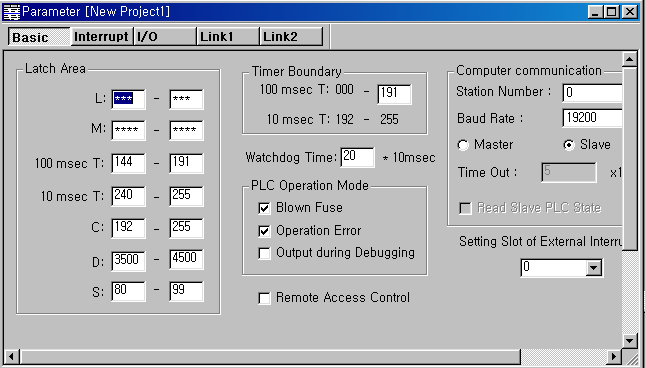 Parameter [New Project1]
Basic Interrupt I/O Link1 Link2
Latch Area
L: *** - ***
M: **** - ****
100 msec T: 144 - 191
10 msec T: 240 - 255
C: 192 - 255
D: 3500 - 4500
S: 80 - 99
Timer Boundary
100 msec T: 000 - 191
10 msec T: 192 - 255
Watchdog Time: 20 * 10msec
PLC Operation Mode
Blown Fuse
Operation Error
Output during Debugging
Remote Access Control
Computer communication
Station Number : 0
Baud Rate : 19200
Master Slave
Time Out : 5 x1
Read Slave PLC State
Setting Slot of External Interru
0